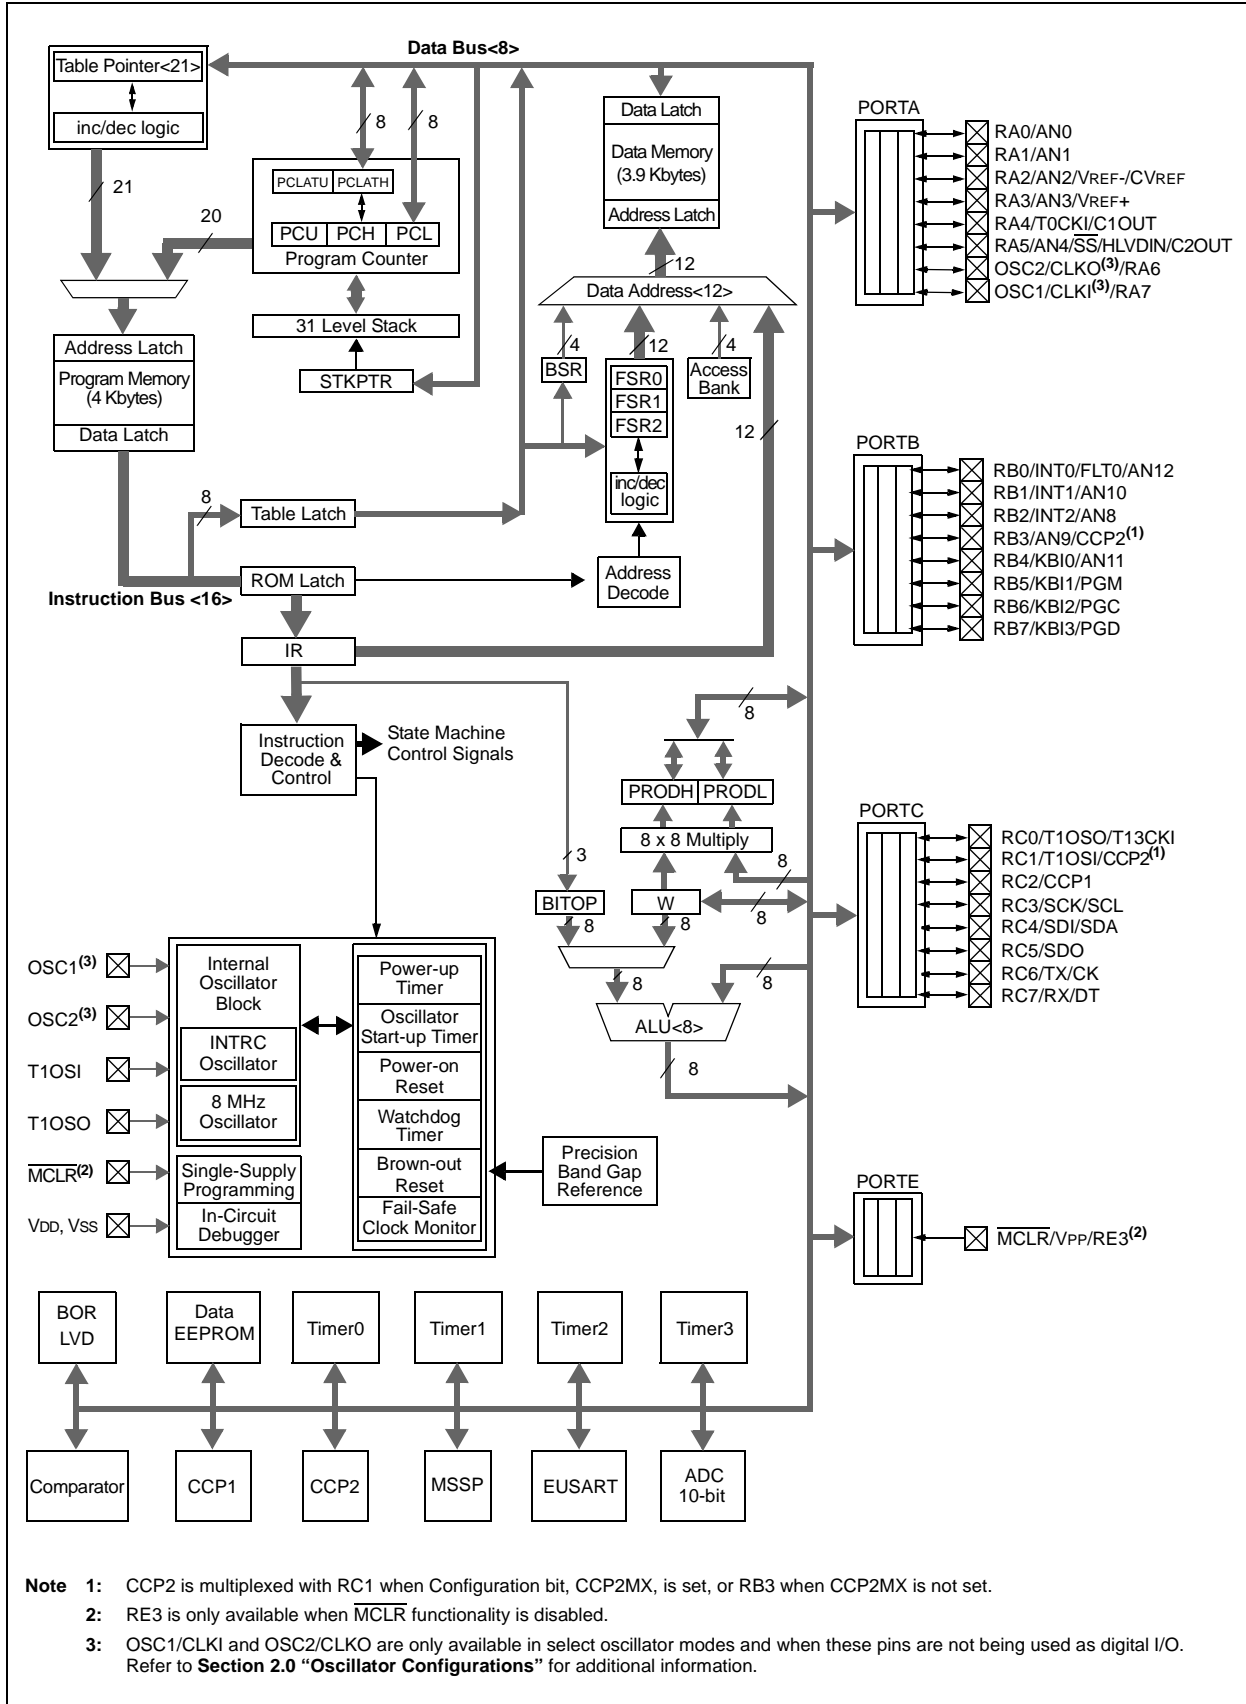 Data Bus<8>
Table Pointer<21>
inc/dec logic
21
20
8
8
PCLATU PCLATH
PCU PCH PCL
Program Counter
31 Level Stack
STKPTR
Address Latch
Program Memory
(4 Kbytes)
Data Latch
8
Table Latch
ROM Latch
Instruction Bus <16>
IR
Data Latch
Data Memory
(3.9 Kbytes)
Address Latch
12
Data Address<12>
4
12
4
BSR
FSR0
FSR1
FSR2
inc/dec
logic
Access
Bank
12
Address
Decode
Instruction
Decode &
Control
State Machine
Control Signals
8
PRODH PRODL
8 x 8 Multiply
3
8
BITOP
W
8
8
8
8
8
ALU<8>
8
PORTA
RA0/AN0
RA1/AN1
RA2/AN2/VREF-/CVREF
RA3/AN3/VREF+
RA4/T0CKI/C1OUT
RA5/AN4/SS/HLVDIN/C2OUT
OSC2/CLKO(3)/RA6
OSC1/CLKI(3)/RA7
PORTB
RB0/INT0/FLT0/AN12
RB1/INT1/AN10
RB2/INT2/AN8
RB3/AN9/CCP2(1)
RB4/KBI0/AN11
RB5/KBI1/PGM
RB6/KBI2/PGC
RB7/KBI3/PGD
PORTC
RC0/T1OSO/T13CKI
RC1/T1OSI/CCP2(1)
RC2/CCP1
RC3/SCK/SCL
RC4/SDI/SDA
RC5/SDO
RC6/TX/CK
RC7/RX/DT
PORTE
MCLR/VPP/RE3(2)
OSC1(3)
OSC2(3)
T1OSI
T1OSO
MCLR(2)
VDD, VSS
Internal
Oscillator
Block
INTRC
Oscillator
8 MHz
Oscillator
Single-Supply
Programming
In-Circuit
Debugger
Power-up
Timer
Oscillator
Start-up Timer
Power-on
Reset
Watchdog
Timer
Brown-out
Reset
Fail-Safe
Clock Monitor
Precision
Band Gap
Reference
BOR
LVD
Data
EEPROM
Timer0
Timer1
Timer2
Timer3
Comparator
CCP1
CCP2
MSSP
EUSART
ADC
10-bit
Note 1: CCP2 is multiplexed with RC1 when Configuration bit, CCP2MX, is set, or RB3 when CCP2MX is not set.
2: RE3 is only available when MCLR functionality is disabled.
3: OSC1/CLKI and OSC2/CLKO are only available in select oscillator modes and when these pins are not being used as digital I/O.
Refer to Section 2.0 “Oscillator Configurations” for additional information.